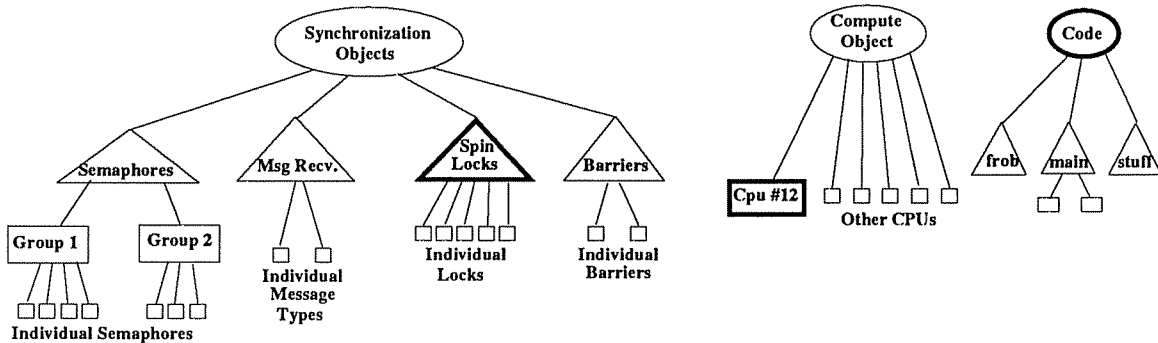 Synchronization
Objects
Semaphores
Msg Recv.
Spin
Locks
Barriers
Group 1
Group 2
Individual Semaphores
Individual
Message
Types
Individual
Locks
Individual
Barriers
Compute
Object
Cpu #12
Other CPUs
Code
frob
main
stuff